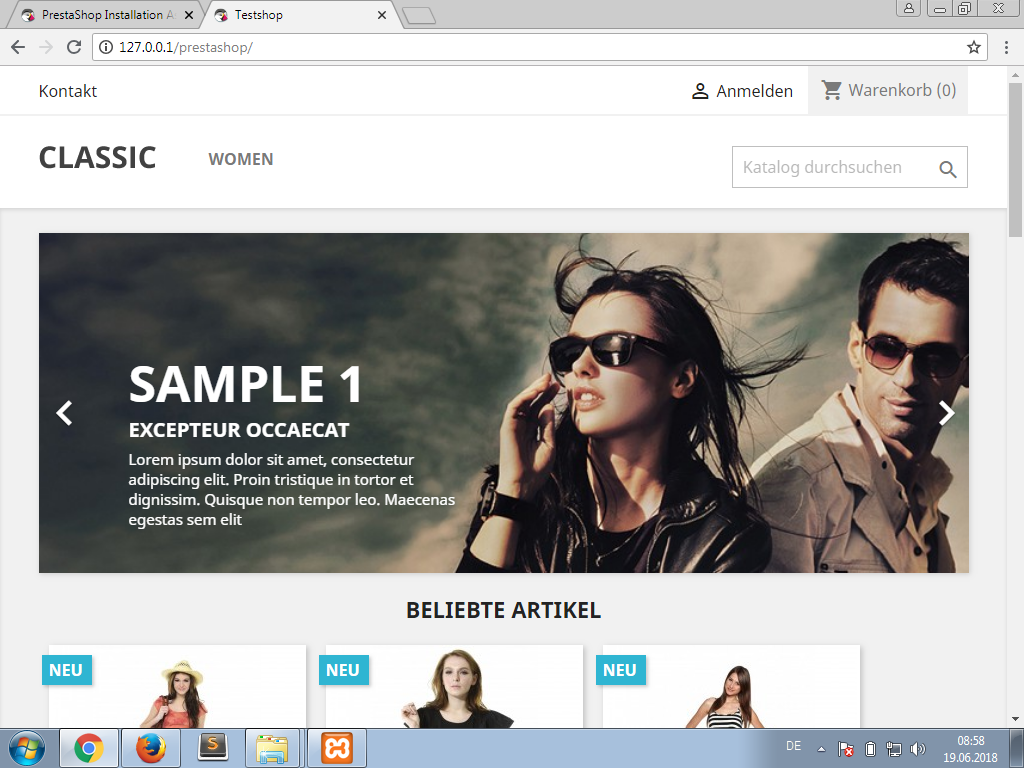 PrestaShop Installation A
Testshop
127.0.0.1/prestashop/
Kontakt
Anmelden
Warenkorb (0)
CLASSIC
WOMEN
Katalog durchsuchen
SAMPLE 1
EXCEPTEUR OCCAECAT
Lorem ipsum dolor sit amet, consectetur
adipiscing elit. Proin tristique in tortor et
dignissim. Quisque non tempor leo. Maecenas
egestas sem elit
BELIEBTE ARTIKEL
NEU
NEU
NEU
DE
08:58
19.06.2018